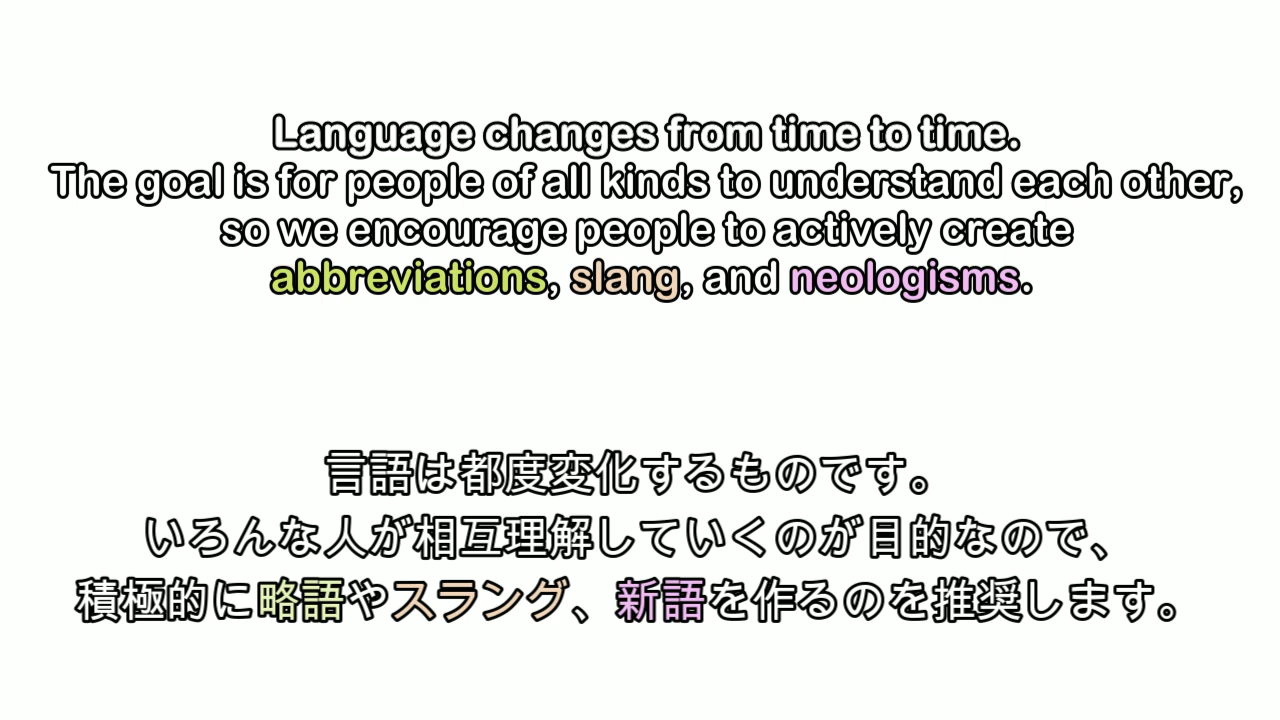 Language changes from time to time.
The goal is for people of all kinds to understand each other,
so we encourage people to actively create
abbreviations, slang, and neologisms.
言語は都度変化するものです。
いろんな人が相互理解していくのが目的なので、
積極的に略語やスラング、新語を作るのを推奨します。